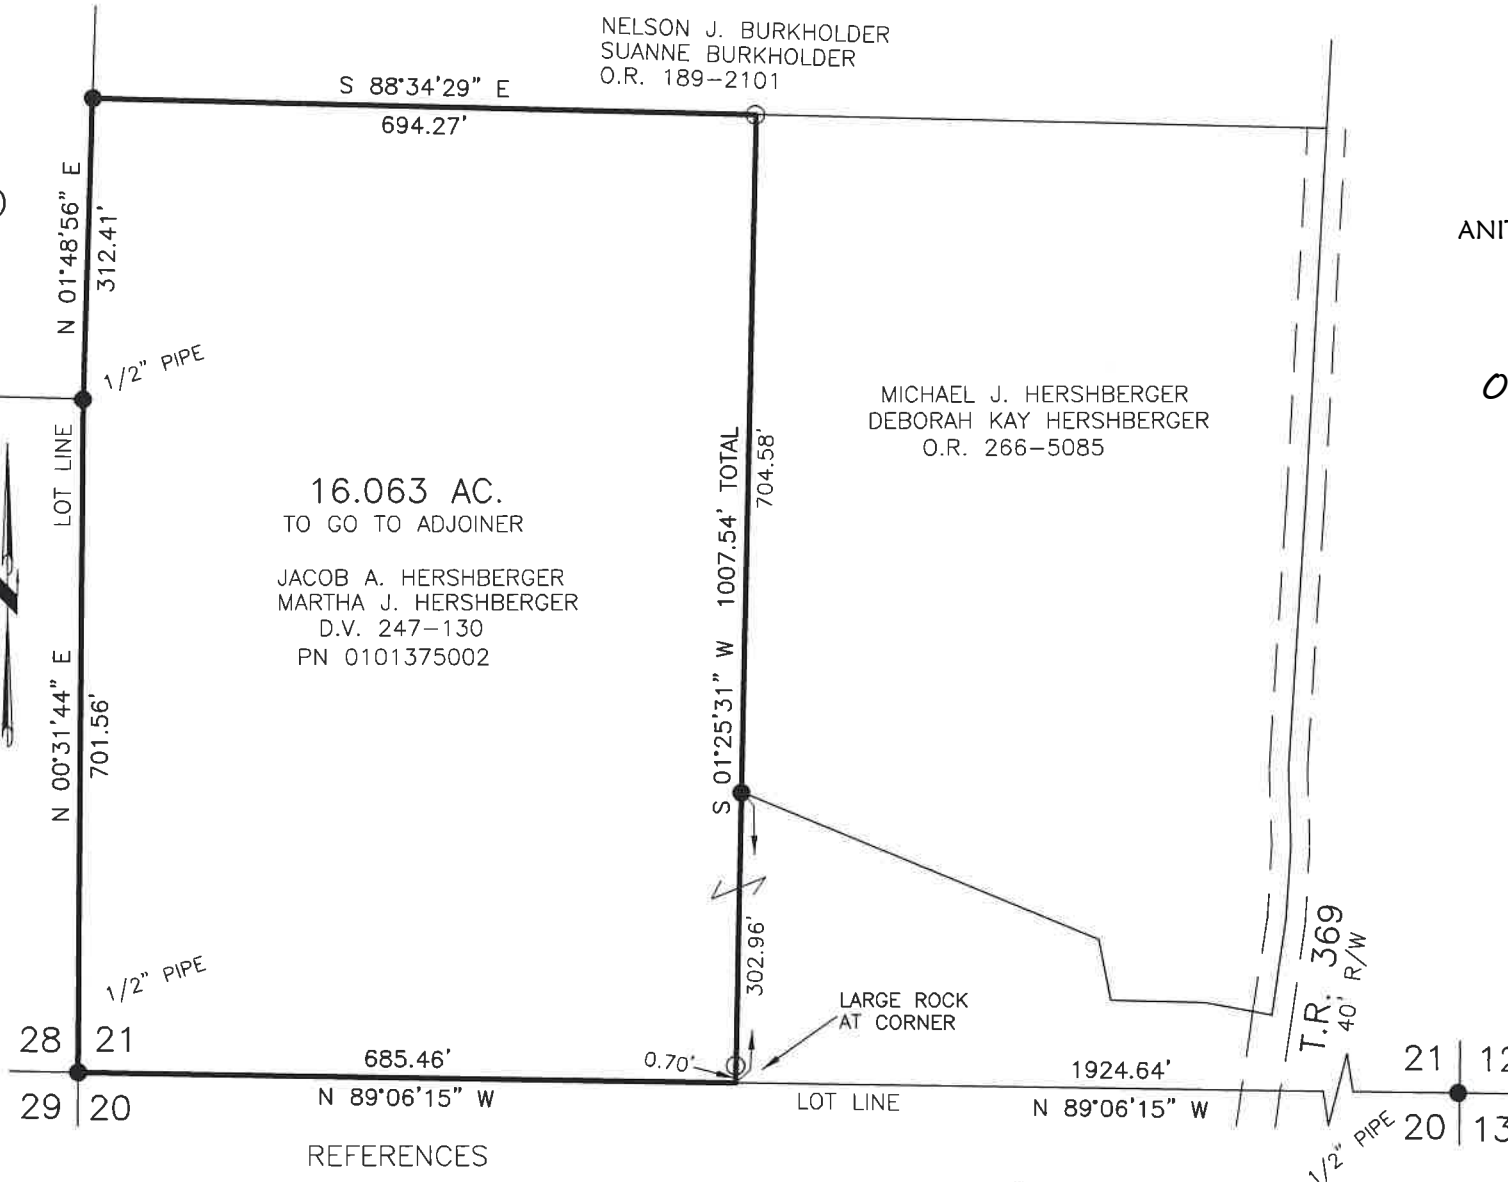 NELSON J. BURKHOLDER
SUANNE BURKHOLDER
O.R. 189-2101
S 88°34'29" E
694.27'
N 01°48'56" E
312.41'
ANIT
1/2" PIPE
MICHAEL J. HERSHBERGER
DEBORAH KAY HERSHBERGER
O.R. 266-5085
LOT LINE
16.063 AC.
TO GO TO ADJOINER
JACOB A. HERSHBERGER
MARTHA J. HERSHBERGER
D.V. 247-130
PN 0101375002
S 01°25'31" W 1007.54' TOTAL
704.58'
N 00°31'44" E
701.56'
302.96'
T.R. 369
40' R/W
1/2" PIPE
LARGE ROCK
AT CORNER
28 21
29 20
685.46'
N 89°06'15" W
0.70'
LOT LINE
1924.64'
N 89°06'15" W
21 12
20 13
1/2" PIPE
REFERENCES